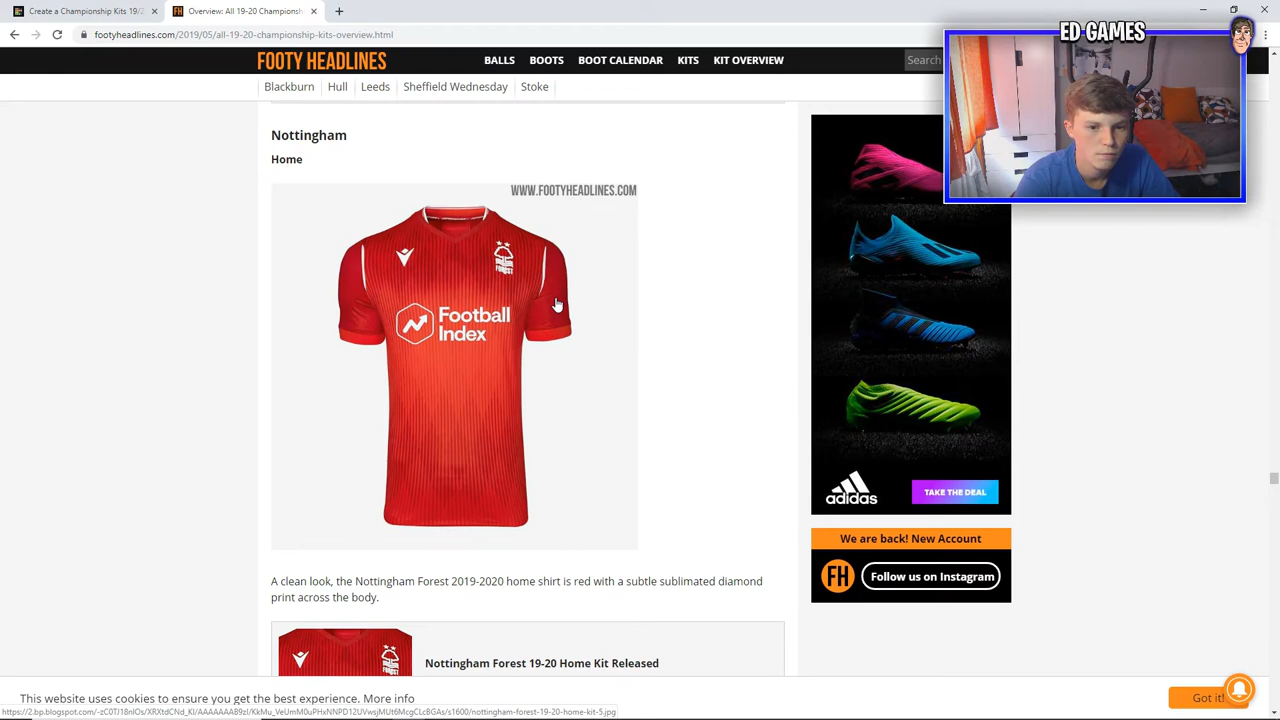 Create a Championship Kits 19/2
Overview: All 19-20 Championsh
footyheadlines.com/2019/05/all-19-20-championship-kits-overview.html
ED GAMES
FOOTY HEADLINES
BALLS BOOTS BOOT CALENDAR KITS KIT OVERVIEW
Search
Blackburn Hull Leeds Sheffield Wednesday Stoke
Nottingham
Home
WWW.FOOTYHEADLINES.COM
FOREST
Football
Index
adidas
TAKE THE DEAL
We are back! New Account
FH Follow us on Instagram
A clean look, the Nottingham Forest 2019-2020 home shirt is red with a subtle sublimated diamond
print across the body.
Nottingham Forest 19-20 Home Kit Released
This website uses cookies to ensure you get the best experience. More info
Got it!